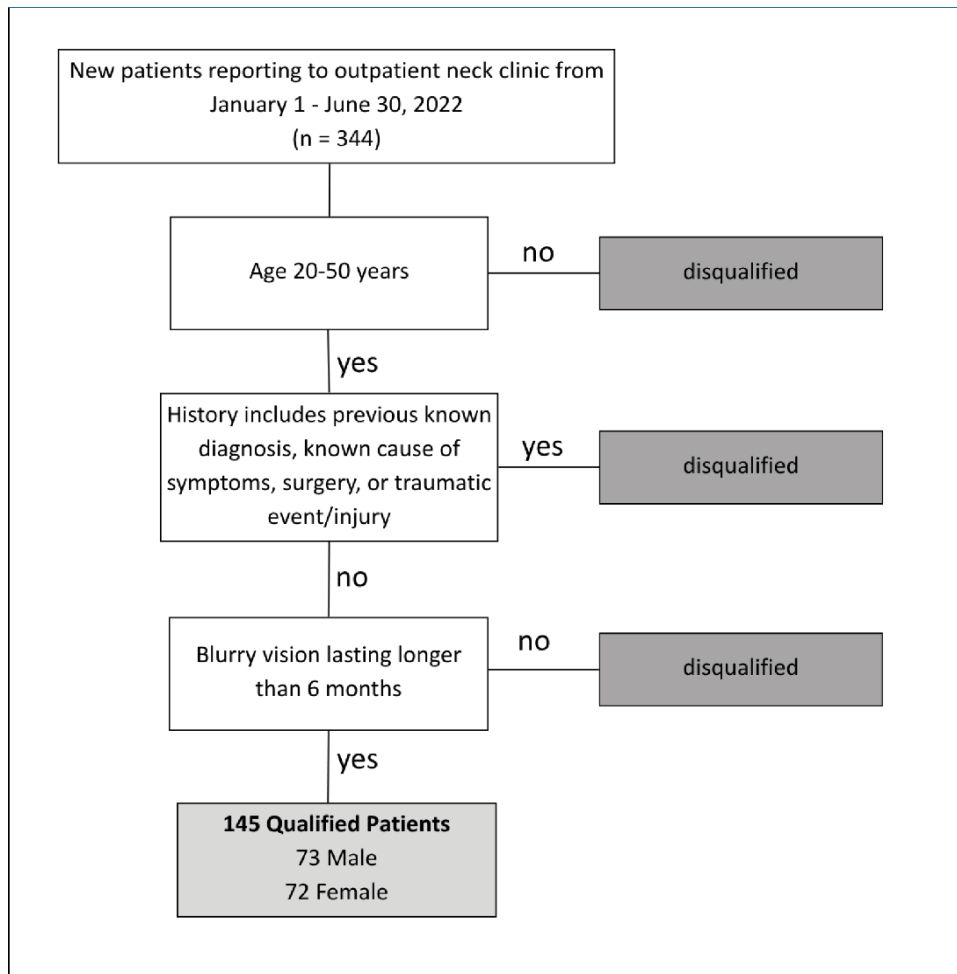 New patients reporting to outpatient neck clinic from
January 1 - June 30, 2022
(n = 344)
Age 20-50 years
no
disqualified
yes
History includes previous known
diagnosis, known cause of
symptoms, surgery, or traumatic
event/injury
yes
disqualified
no
Blurry vision lasting longer
than 6 months
no
disqualified
yes
145 Qualified Patients
73 Male
72 Female